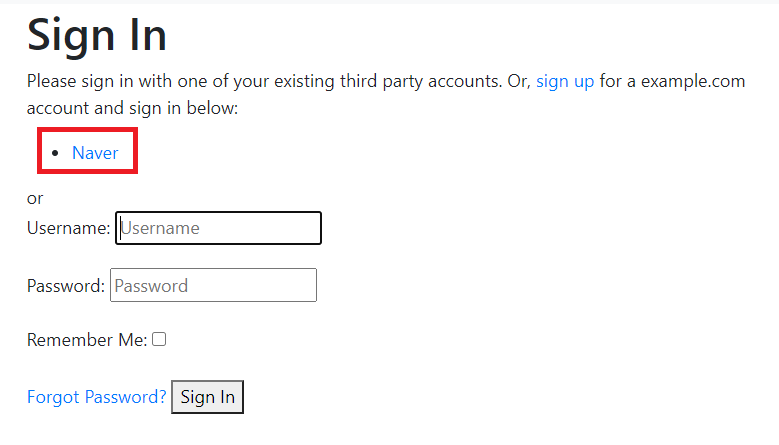 Sign In
Please sign in with one of your existing third party accounts. Or, sign up for a example.com
account and sign in below:
• Naver
or
Username: Username
Password: Password
Remember Me:
Forgot Password? Sign In